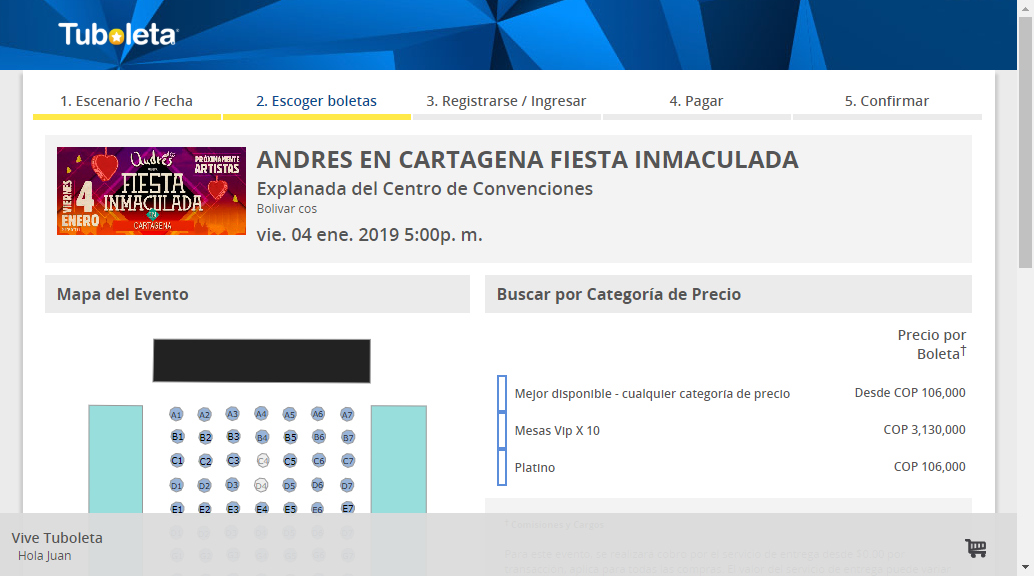 Tuboleta
1. Escenario / Fecha
2. Escoger boletas
3. Registrarse / Ingresar
4. Pagar
5. Confirmar
Andrés
PRÓXIMAMENTE
ARTISTAS
VIERNES
4
ENERO
FIESTA
INMACULADA
CARTAGENA
ANDRES EN CARTAGENA FIESTA INMACULADA
Explanada del Centro de Convenciones
Bolivar cos
vie. 04 ene. 2019 5:00p. m.
Mapa del Evento
Buscar por Categoría de Precio
Precio por
Boleta†
Mejor disponible - cualquier categoría de precio Desde COP 106,000
Mesas Vip X 10 COP 3,130,000
Platino COP 106,000
A1 A2 A3 A4 A5 A6 A7
B1 B2 B3 B4 B5 B6 B7
C1 C2 C3 C4 C5 C6 C7
D1 D2 D3 D4 D5 D6 D7
E1 E2 E3 E4 E5 E6 E7
Vive Tuboleta
Hola Juan